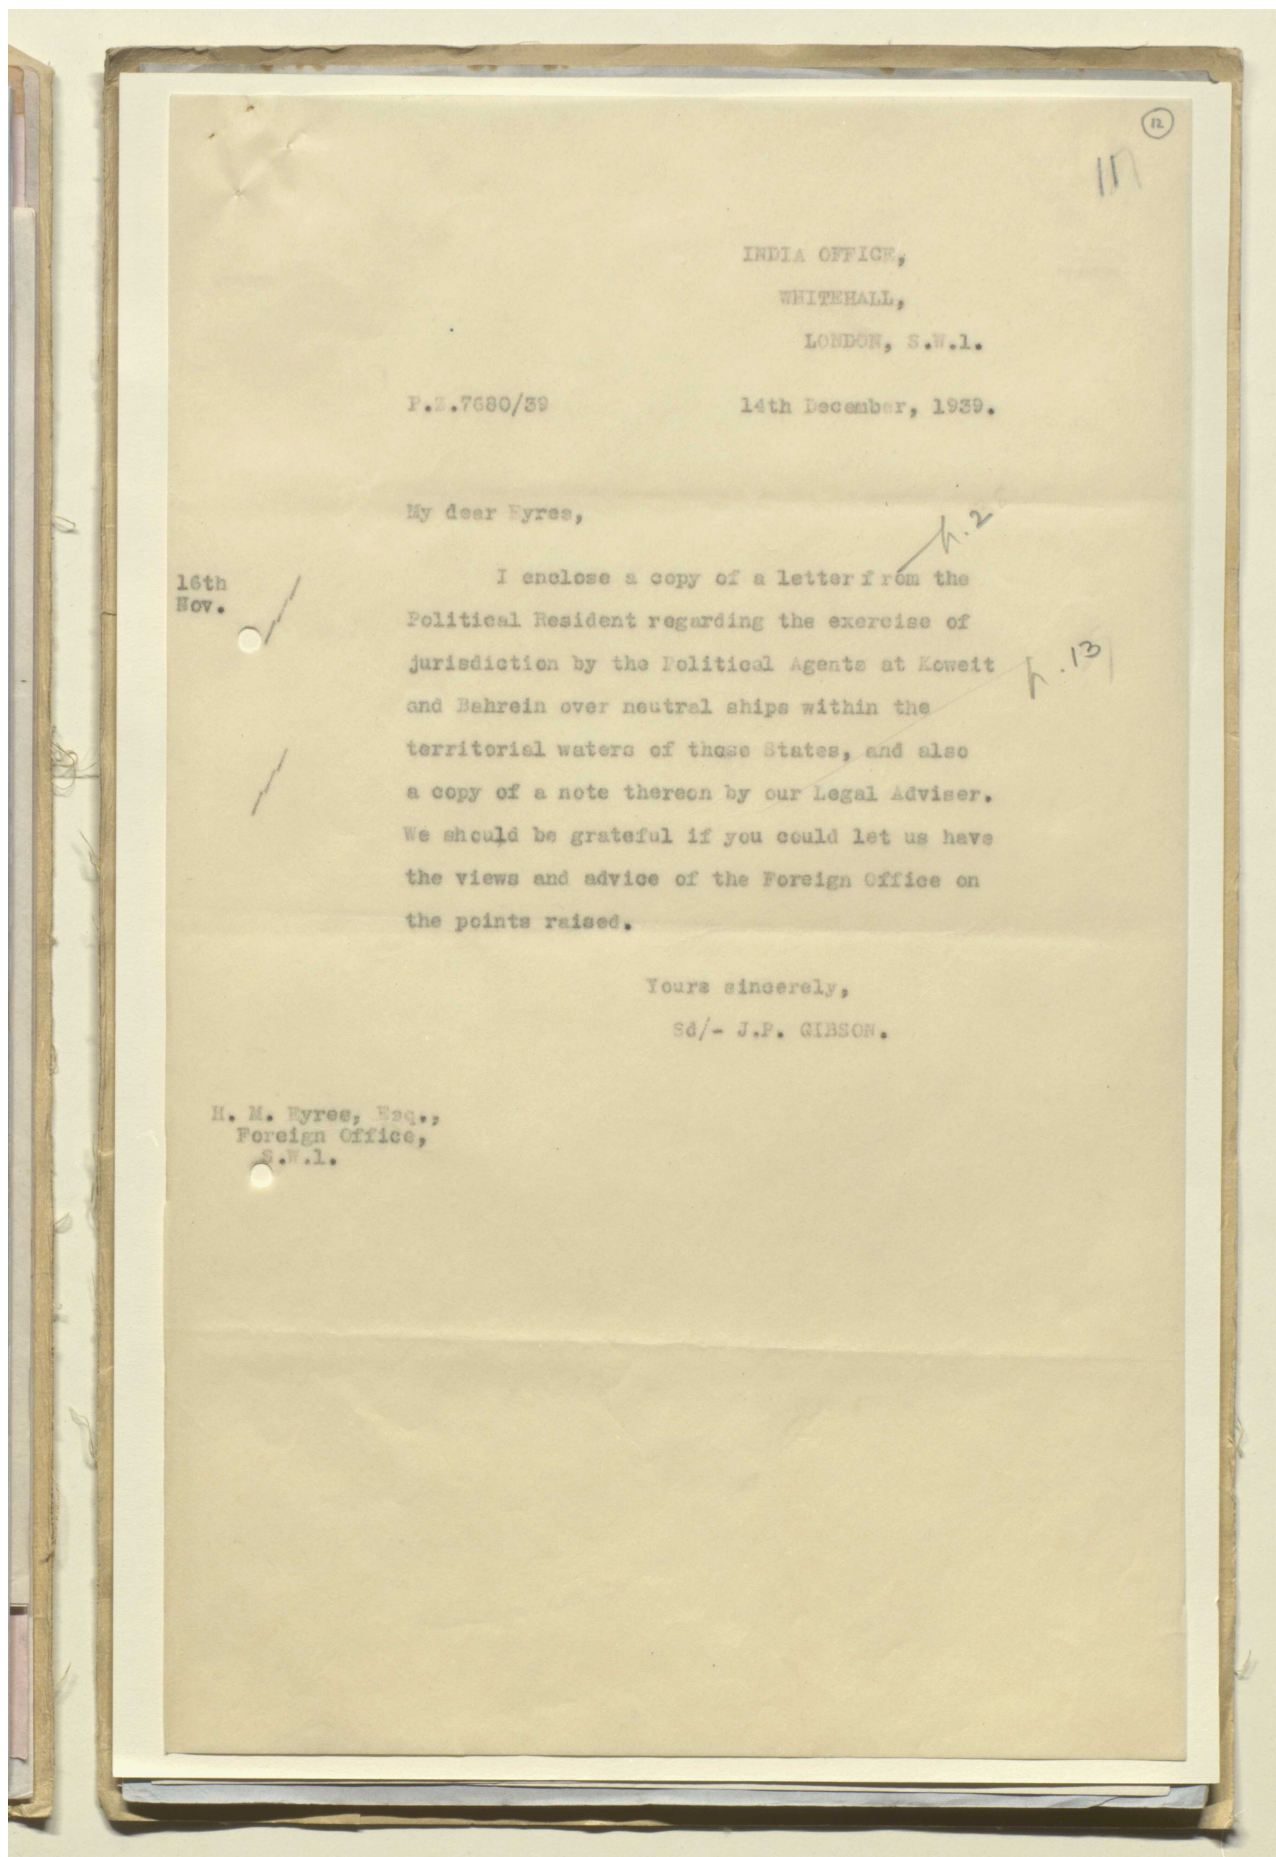 12
INDIA OFFICE,
WHITEHALL,
LONDON, S.W.1.
P.Z.7680/39
14th December, 1939.
My dear Eyres,
p.2
16th
Nov.
I enclose a copy of a letter from the
Political Resident regarding the exercise of
jurisdiction by the Political Agents at Koweit
p.13
and Bahrein over neutral ships within the
territorial waters of those States, and also
a copy of a note thereon by our Legal Adviser.
We should be grateful if you could let us have
the views and advice of the Foreign Office on
the points raised.
Yours sincerely,
Sd/- J.P. GIBSON.
H. M. Eyres, Esq.,
Foreign Office,
S.W.1.